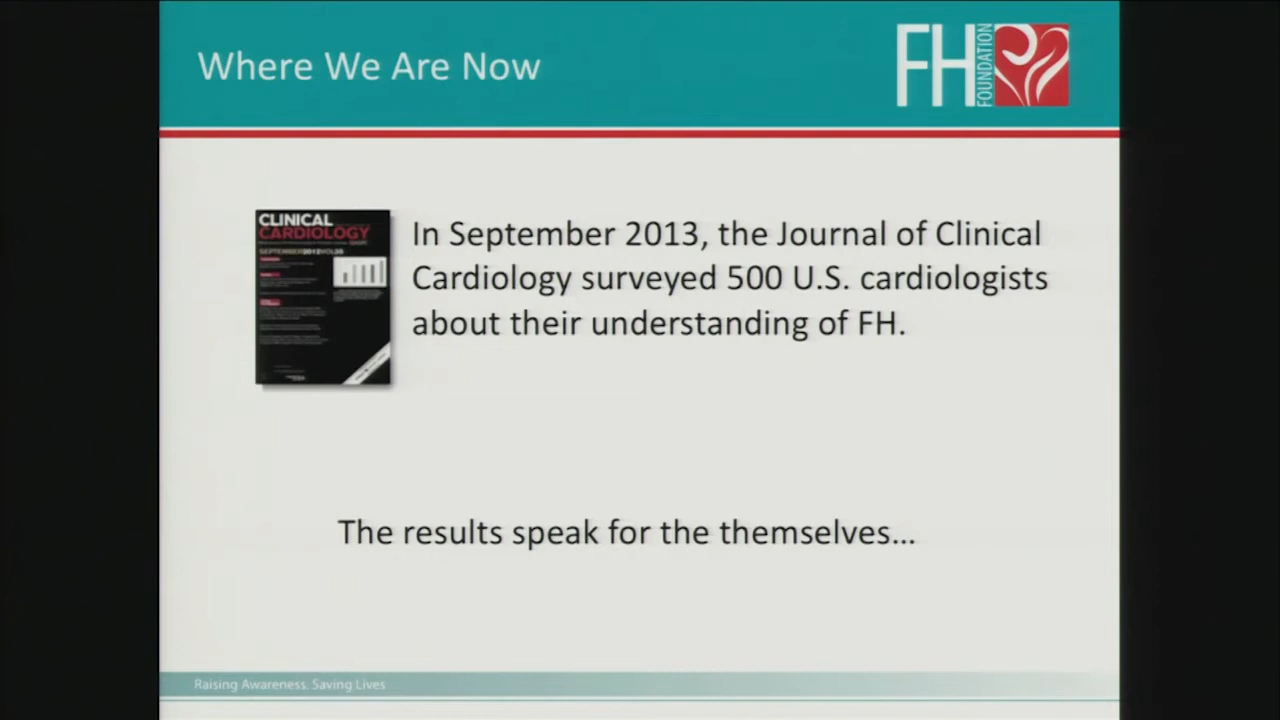 Where We Are Now
FH
FOUNDATION
CLINICAL
CARDIOLOGY
In September 2013, the Journal of Clinical
Cardiology surveyed 500 U.S. cardiologists
about their understanding of FH.
The results speak for the themselves…
Raising Awareness. Saving Lives